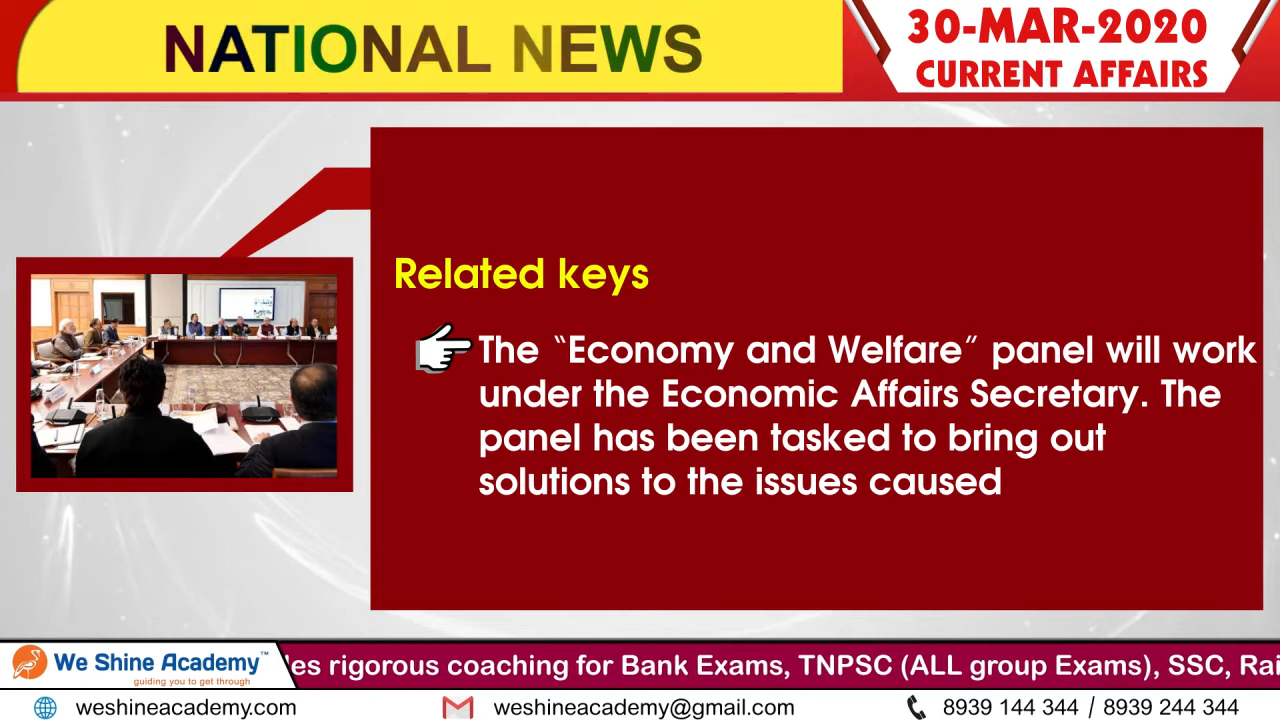 NATIONAL NEWS
30-MAR-2020
CURRENT AFFAIRS
Related keys
The “Economy and Welfare” panel will work
under the Economic Affairs Secretary. The
panel has been tasked to bring out
solutions to the issues caused
We Shine Academy™
guiding you to get through
les rigorous coaching for Bank Exams, TNPSC (ALL group Exams), SSC, Rai
weshineacademy.com
weshineacademy@gmail.com
8939 144 344 / 8939 244 344